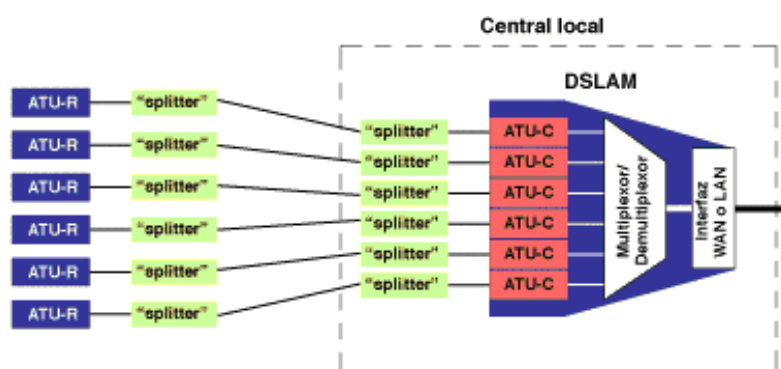 Central local
DSLAM
ATU-R "splitter"
ATU-R "splitter"
ATU-R "splitter"
ATU-R "splitter"
ATU-R "splitter"
ATU-R "splitter"
"splitter" ATU-C
"splitter" ATU-C
"splitter" ATU-C
"splitter" ATU-C
"splitter" ATU-C
"splitter" ATU-C
Multiplexor/
Demultiplexor
Interfaz
WAN o LAN